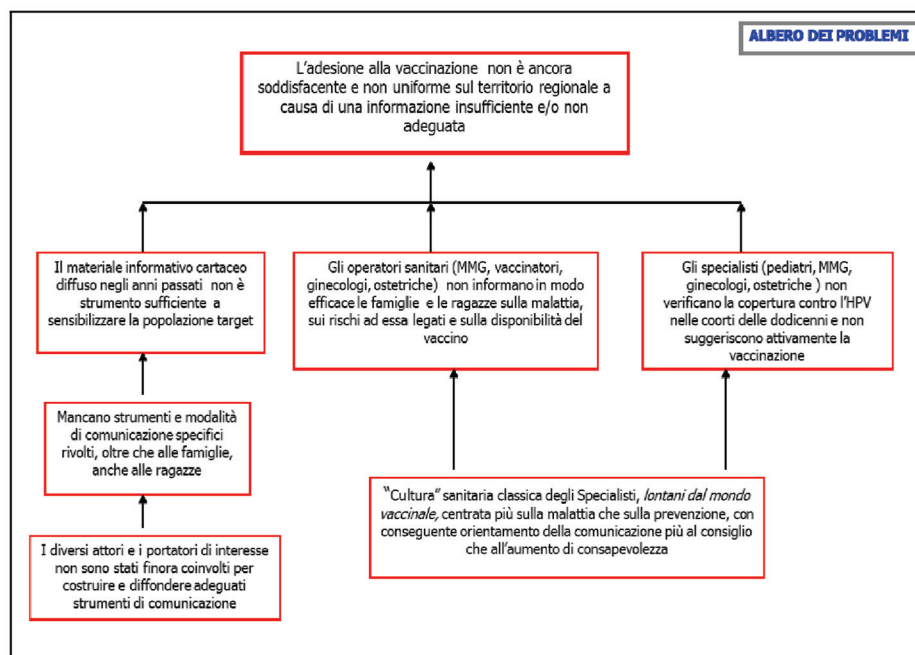 ALBERO DEI PROBLEMI
L'adesione alla vaccinazione non è ancora
soddisfacente e non uniforme sul territorio regionale a
causa di una informazione insufficiente e/o non
adeguata
Il materiale informativo cartaceo
diffuso negli anni passati non è
strumento sufficiente a
sensibilizzare la popolazione target
Gli operatori sanitari (MMG, vaccinatori,
ginecologi, ostetriche) non informano in modo
efficace le famiglie e le ragazze sulla malattia,
sui rischi ad essa legati e sulla disponibilità del
vaccino
Gli specialisti (pediatri, MMG,
ginecologi, ostetriche ) non
verificano la copertura contro l'HPV
nelle coorti delle dodicenni e non
suggeriscono attivamente la
vaccinazione
Mancano strumenti e modalità
di comunicazione specifici
rivolti, oltre che alle famiglie,
anche alle ragazze
"Cultura" sanitaria classica degli Specialisti, lontani dal mondo
vaccinale, centrata più sulla malattia che sulla prevenzione, con
conseguente orientamento della comunicazione più al consiglio
che all'aumento di consapevolezza
I diversi attori e i portatori di interesse
non sono stati finora coinvolti per
costruire e diffondere adeguati
strumenti di comunicazione